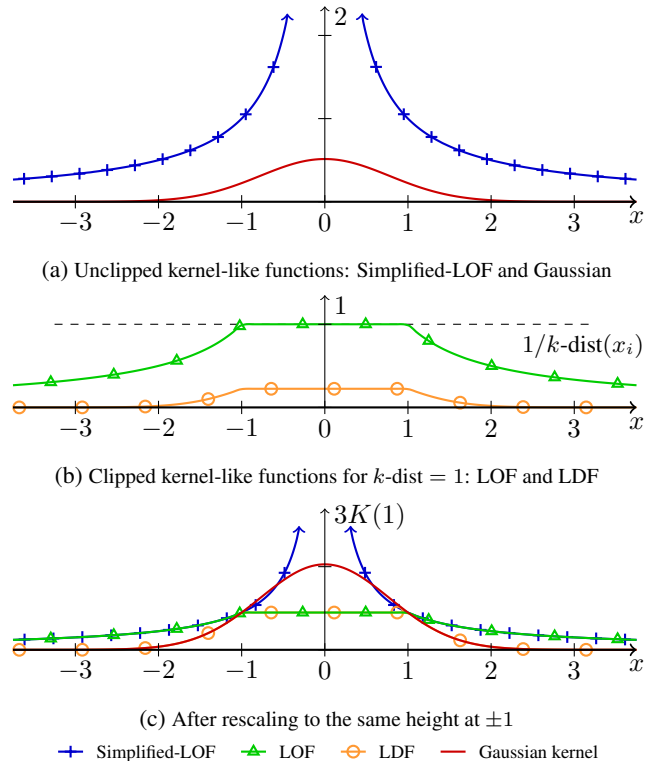 2
−3 −2 −1 0 1 2 3 x
(a) Unclipped kernel-like functions: Simplified-LOF and Gaussian
1
1/k-dist(x_i)
−3 −2 −1 0 1 2 3 x
(b) Clipped kernel-like functions for k-dist = 1: LOF and LDF
3K(1)
−3 −2 −1 0 1 2 3 x
(c) After rescaling to the same height at ±1
Simplified-LOF LOF LDF Gaussian kernel